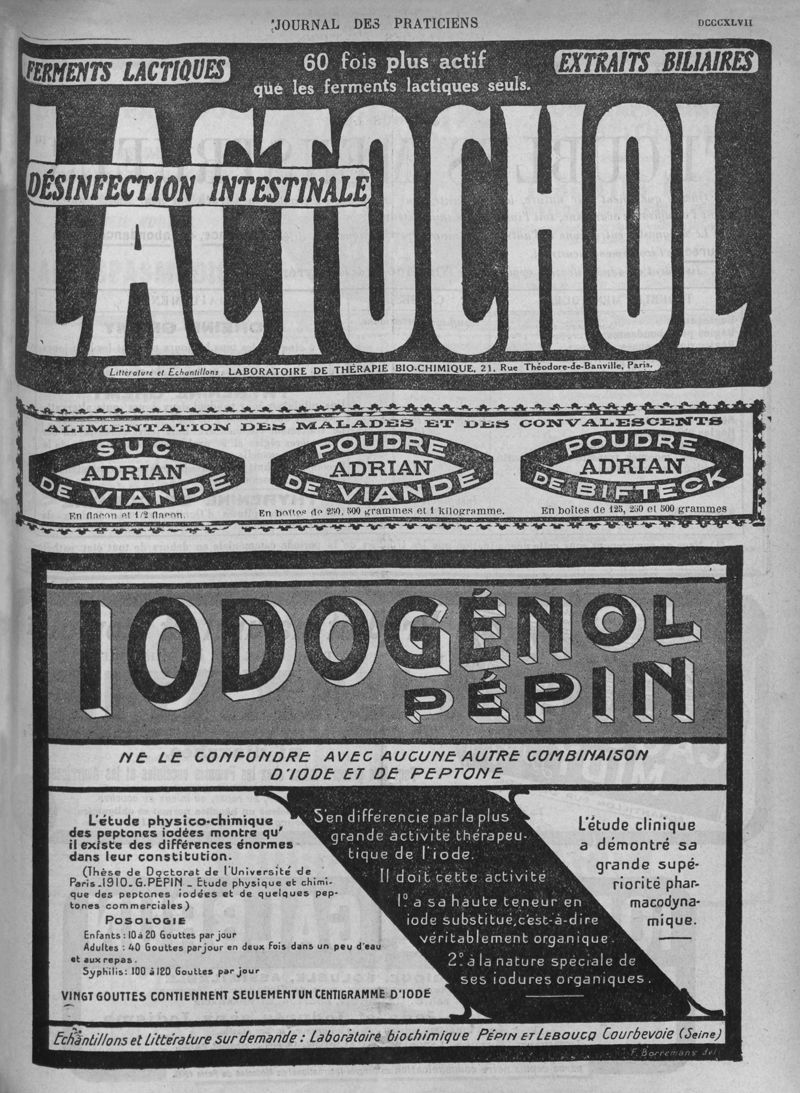 JOURNAL DES PRATICIENS
DCCCXLVII
FERMENTS LACTIQUES
60 fois plus actif
que les ferments lactiques seuls.
EXTRAITS BILIAIRES
LACTOCHOL
DÉSINFECTION INTESTINALE
Littérature et Echantillons: LABORATOIRE DE THÉRAPIE BIO-CHIMIQUE, 21, Rue Théodore-de-Banville, Paris.
ALIMENTATION DES MALADES ET DES CONVALESCENTS
SUC
ADRIAN
DE VIANDE
En flacon et 1/2 flacon.
POUDRE
ADRIAN
DE VIANDE
En boîtes de 250, 500 grammes et 1 kilogramme.
POUDRE
ADRIAN
DE BIFTECK
En boîtes de 125, 250 et 500 grammes
IODOGÉNOL
PÉPIN
NE LE CONFONDRE AVEC AUCUNE AUTRE COMBINAISON
D'IODE ET DE PEPTONE
L'étude physico-chimique
des peptones iodées montre qu'
il existe des différences énormes
dans leur constitution.
(Thèse de Doctorat de l'Université de
Paris_1910_G.PÉPIN _ Etude physique et chimi-
que des peptones iodées et de quelques pep-
tones commerciales)
POSOLOGIE
Enfants: 10 à 20 Gouttes par jour
Adultes : 40 Gouttes par jour en deux fois dans un peu d'eau
et aux repas.
Syphilis: 100 à 120 Gouttes par jour
VINGT GOUTTES CONTIENNENT SEULEMENT UN CENTIGRAMME D'IODE
S'en différencie par la plus
grande activité thérapeu-
tique de l'iode.
Il doit cette activité
1º a sa haute teneur en
iode substitué, c'est-à-dire
véritablement organique.
2º à la nature spéciale de
ses iodures organiques.
L'étude clinique
a démontré sa
grande supé-
riorité phar-
macodyna-
mique.
Echantillons et Littérature sur demande : Laboratoire biochimique PÉPIN ET LEBOUCQ Courbevoie (Seine)
F. Borremans del.